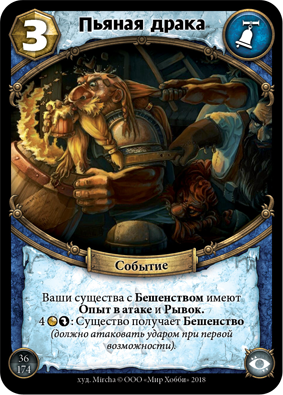 3
Пьяная драка
Событие
Ваши существа с Бешенством имеют
Опыт в атаке и Рывок.
4 : Существо получает Бешенство
(должно атаковать ударом при первой
возможности).
36
174
худ. Mircha © ООО «Мир Хобби» 2018